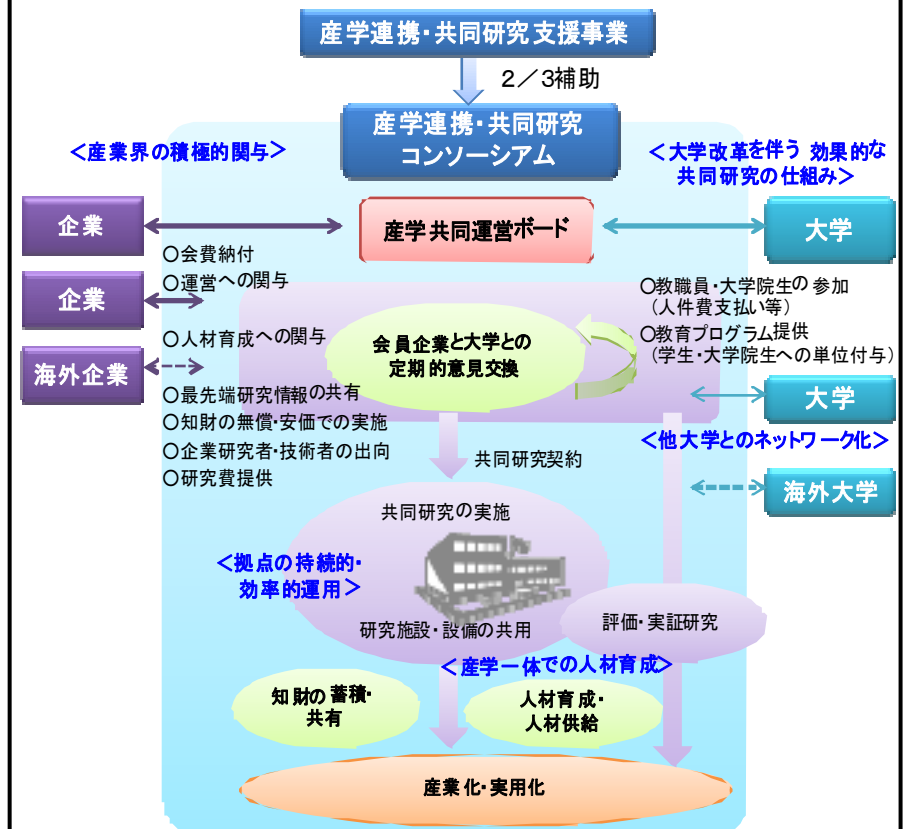 産学連携・共同研究支援事業
2／3補助
産学連携・共同研究
コンソーシアム
＜産業界の積極的関与＞
＜大学改革を伴う 効果的な
共同研究の仕組み＞
企業
産学共同運営ボード
大学
○会費納付
○運営への関与
企業
○教職員・大学院生の 参加
（人件費支払い等）
○教育プログラム提供
（学生・大学院生への単位付与）
○人材育成への関与
会員企業と大学との
定期的意見交換
海外企業
○最先端研究情報の共有
○知財の無償・安価での実施
○企業研究者・技術者の出向
○研究費提供
大学
＜他大学とのネットワーク化＞
共同研究契約
海外大学
共同研究の実施
＜拠点の持続的・
効率的運用＞
研究施設・設備の共用
評価・実証研究
＜産学一体での人材育成＞
知財の蓄積・
共有
人材育成・
人材供給
産業化・実用化